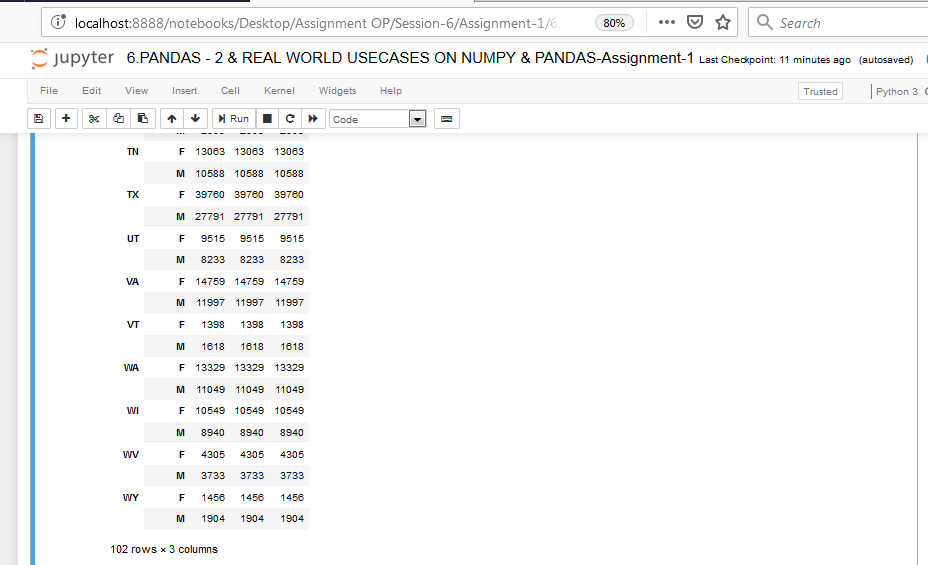 localhost:8888/notebooks/Desktop/Assignment OP/Session-6/Assignment-1/6 80% Search
jupyter 6.PANDAS - 2 & REAL WORLD USECASES ON NUMPY & PANDAS-Assignment-1 Last Checkpoint: 11 minutes ago (autosaved)
File Edit View Insert Cell Kernel Widgets Help Trusted Python 3
Run Code
TN F 13063 13063 13063
M 10588 10588 10588
TX F 39760 39760 39760
M 27791 27791 27791
UT F 9515 9515 9515
M 8233 8233 8233
VA F 14759 14759 14759
M 11997 11997 11997
VT F 1398 1398 1398
M 1618 1618 1618
WA F 13329 13329 13329
M 11049 11049 11049
WI F 10549 10549 10549
M 8940 8940 8940
WV F 4305 4305 4305
M 3733 3733 3733
WY F 1456 1456 1456
M 1904 1904 1904
102 rows × 3 columns